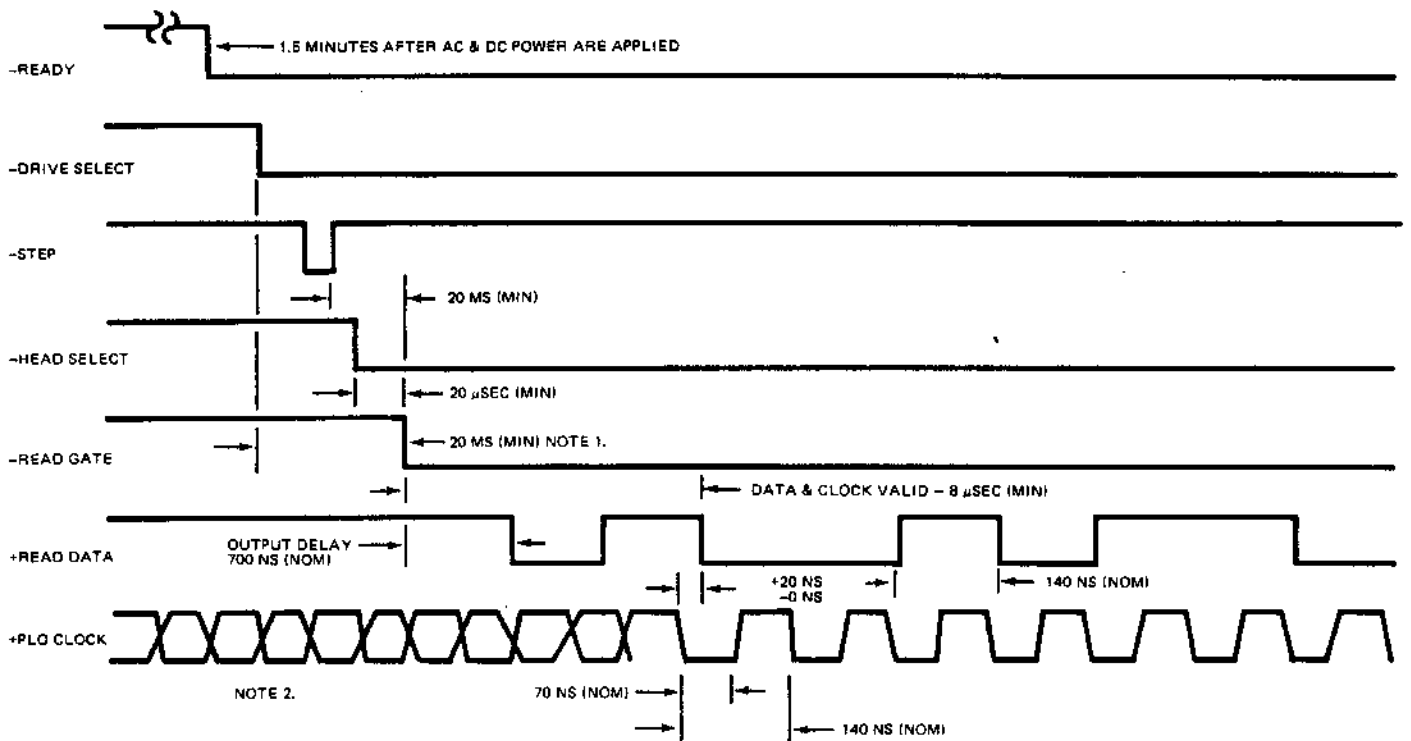 1.5 MINUTES AFTER AC & DC POWER ARE APPLIED
–READY
–DRIVE SELECT
–STEP
20 MS (MIN)
–HEAD SELECT
20 µSEC (MIN)
20 MS (MIN) NOTE 1.
–READ GATE
DATA & CLOCK VALID – 8 µSEC (MIN)
+READ DATA
OUTPUT DELAY
700 NS (NOM)
+20 NS
–0 NS
140 NS (NOM)
+PLO CLOCK
NOTE 2.
70 NS (NOM)
140 NS (NOM)